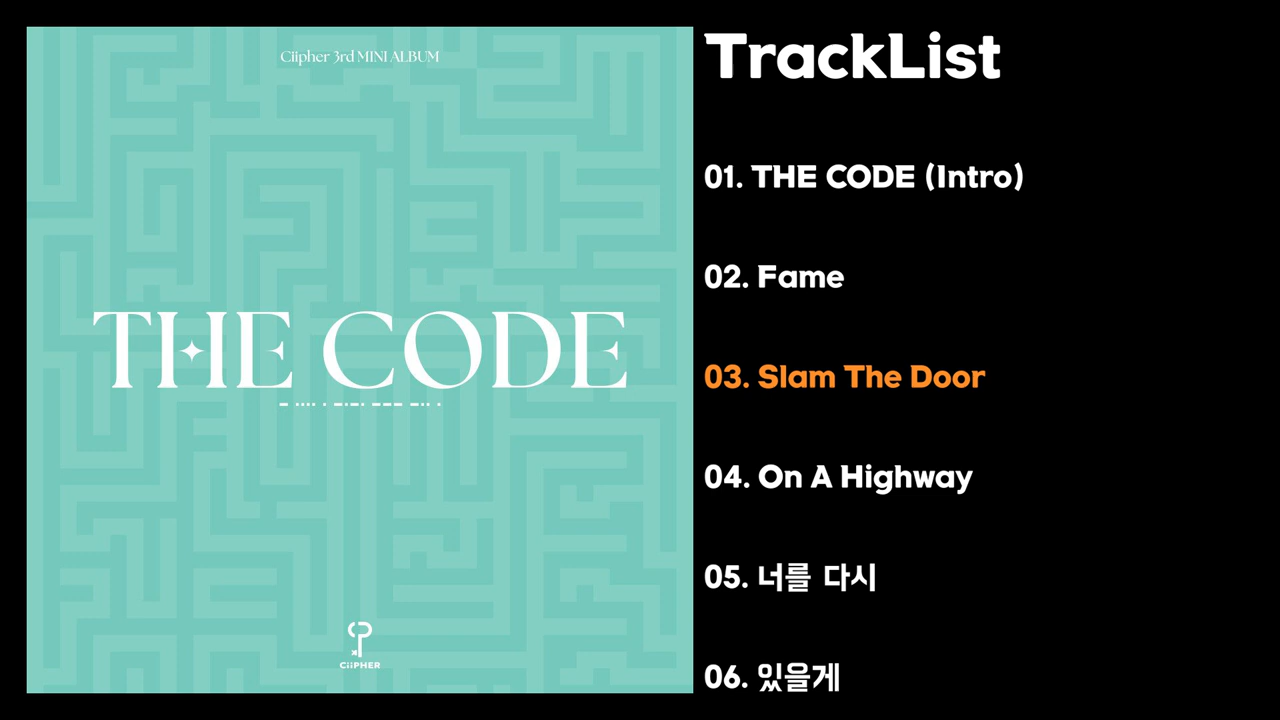 Ciipher 3rd MINI ALBUM
THE CODE
CiiPHER
TrackList
01. THE CODE (Intro)
02. Fame
03. Slam The Door
04. On A Highway
05. 너를 다시
06. 있을게